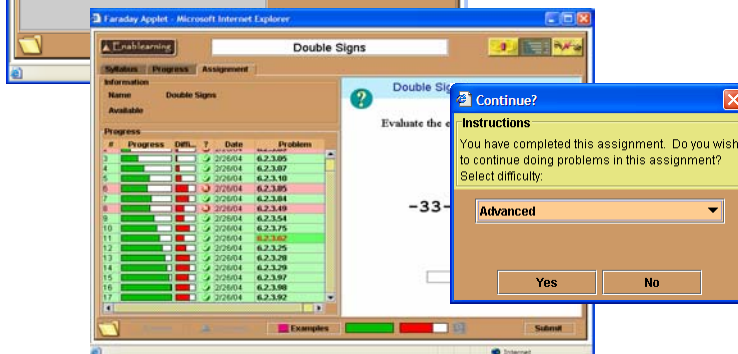 Faraday Applet - Microsoft Internet Explorer
Enablearning
Double Signs
Syllabus Progress Assignment
Information
Name Double Signs
Available
Progress
# Progress Diffi... ? Date Problem
3 2/26/04 6.2.3.05
4 2/26/04 6.2.3.07
5 2/26/04 6.2.3.10
6 2/26/04 6.2.3.85
7 2/26/04 6.2.3.84
8 2/26/04 6.2.3.49
9 2/26/04 6.2.3.54
10 2/26/04 6.2.3.75
11 2/26/04 6.2.3.62
12 2/26/04 6.2.3.25
13 2/26/04 6.2.3.28
14 2/26/04 6.2.3.29
15 2/26/04 6.2.3.97
16 2/26/04 6.2.3.98
17 2/26/04 6.2.3.92
Double Sig
Evaluate the e
-33-
Continue?
Instructions
You have completed this assignment. Do you wish
to continue doing problems in this assignment?
Select difficulty:
Advanced
Yes No
Examples
Submit
Internet